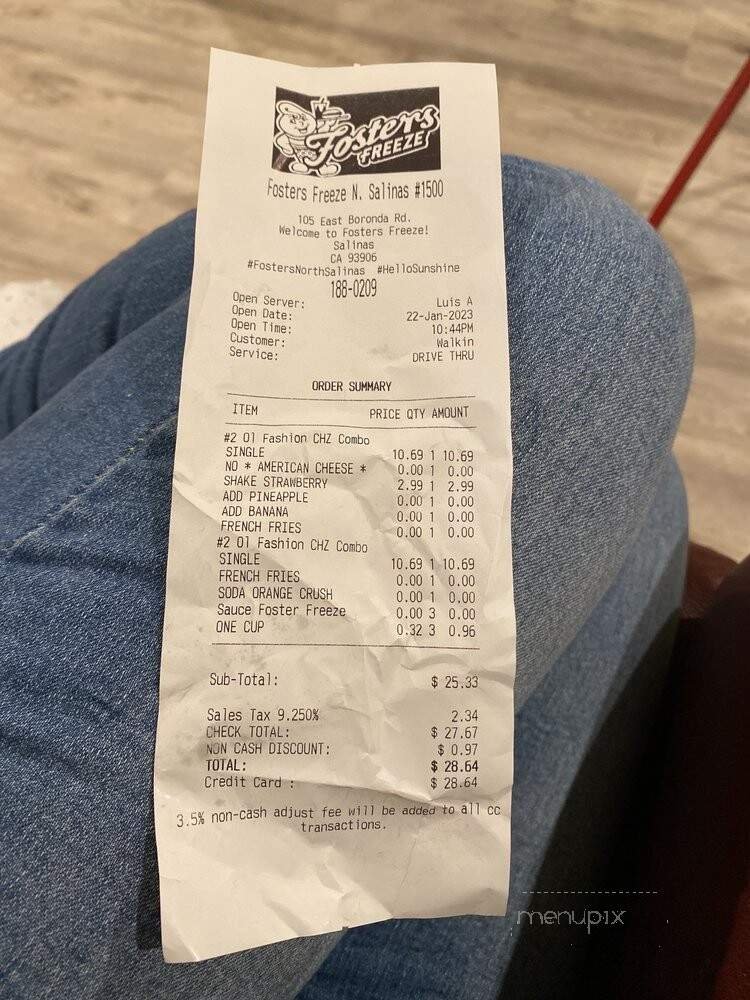 Fosters
FREEZE
Fosters Freeze N. Salinas #1500
105 East Boronda Rd.
Welcome to Fosters Freeze!
Salinas
CA 93906
#FostersNorthSalinas #HelloSunshine
188-0209
Open Server: Luis A
Open Date: 22-Jan-2023
Open Time: 10:44PM
Customer: Walkin
Service: DRIVE THRU
ORDER SUMMARY
ITEM PRICE QTY AMOUNT
#2 Ol Fashion CHZ Combo
SINGLE 10.69 1 10.69
NO * AMERICAN CHEESE * 0.00 1 0.00
SHAKE STRAWBERRY 2.99 1 2.99
ADD PINEAPPLE 0.00 1 0.00
ADD BANANA 0.00 1 0.00
FRENCH FRIES 0.00 1 0.00
#2 Ol Fashion CHZ Combo
SINGLE 10.69 1 10.69
FRENCH FRIES 0.00 1 0.00
SODA ORANGE CRUSH 0.00 1 0.00
Sauce Foster Freeze 0.00 3 0.00
ONE CUP 0.32 3 0.96
Sub-Total: $ 25.33
Sales Tax 9.250% 2.34
CHECK TOTAL: $ 27.67
NON CASH DISCOUNT: $ 0.97
TOTAL: $ 28.64
Credit Card : $ 28.64
3.5% non-cash adjust fee will be added to all cc
transactions.
menupix